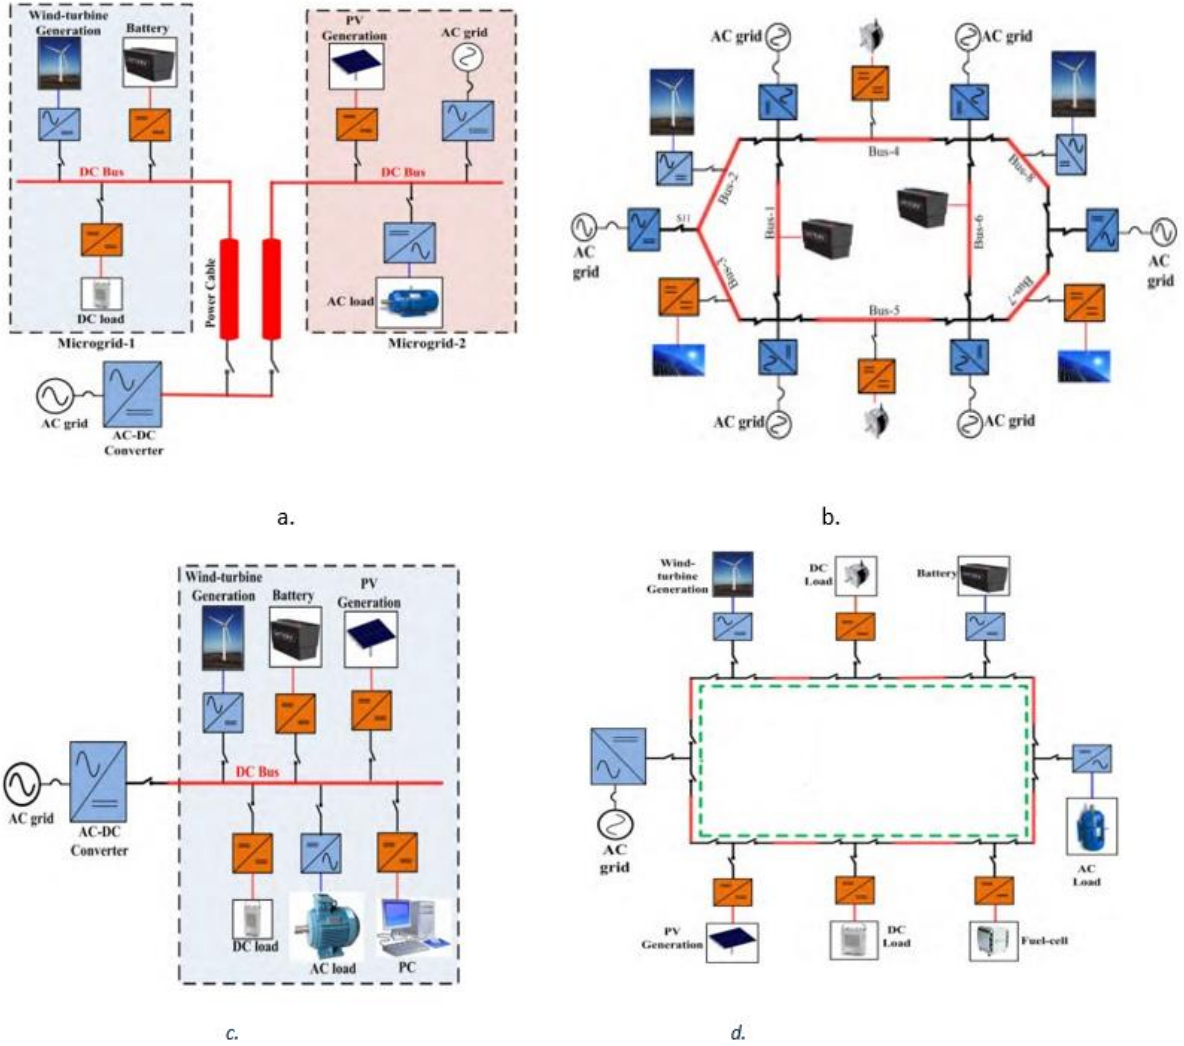 Wind-turbine
Generation
Battery
DC Bus
DC load
Microgrid-1
Power Cable
PV
Generation
AC grid
DC Bus
AC load
Microgrid-2
AC grid
AC-DC
Converter
a.
AC grid
AC grid
Bus-4
Bus-2
Bus-8
Bus-1
Bus-6
AC
grid
Bus-3
Bus-7
AC
grid
Bus-5
AC grid
AC grid
b.
Wind-turbine
Generation
Battery
PV
Generation
DC Bus
AC grid
AC-DC
Converter
DC load
AC load
PC
c.
Wind-
turbine
Generation
DC
Load
Battery
AC
grid
AC
Load
PV
Generation
DC
Load
Fuel-cell
d.